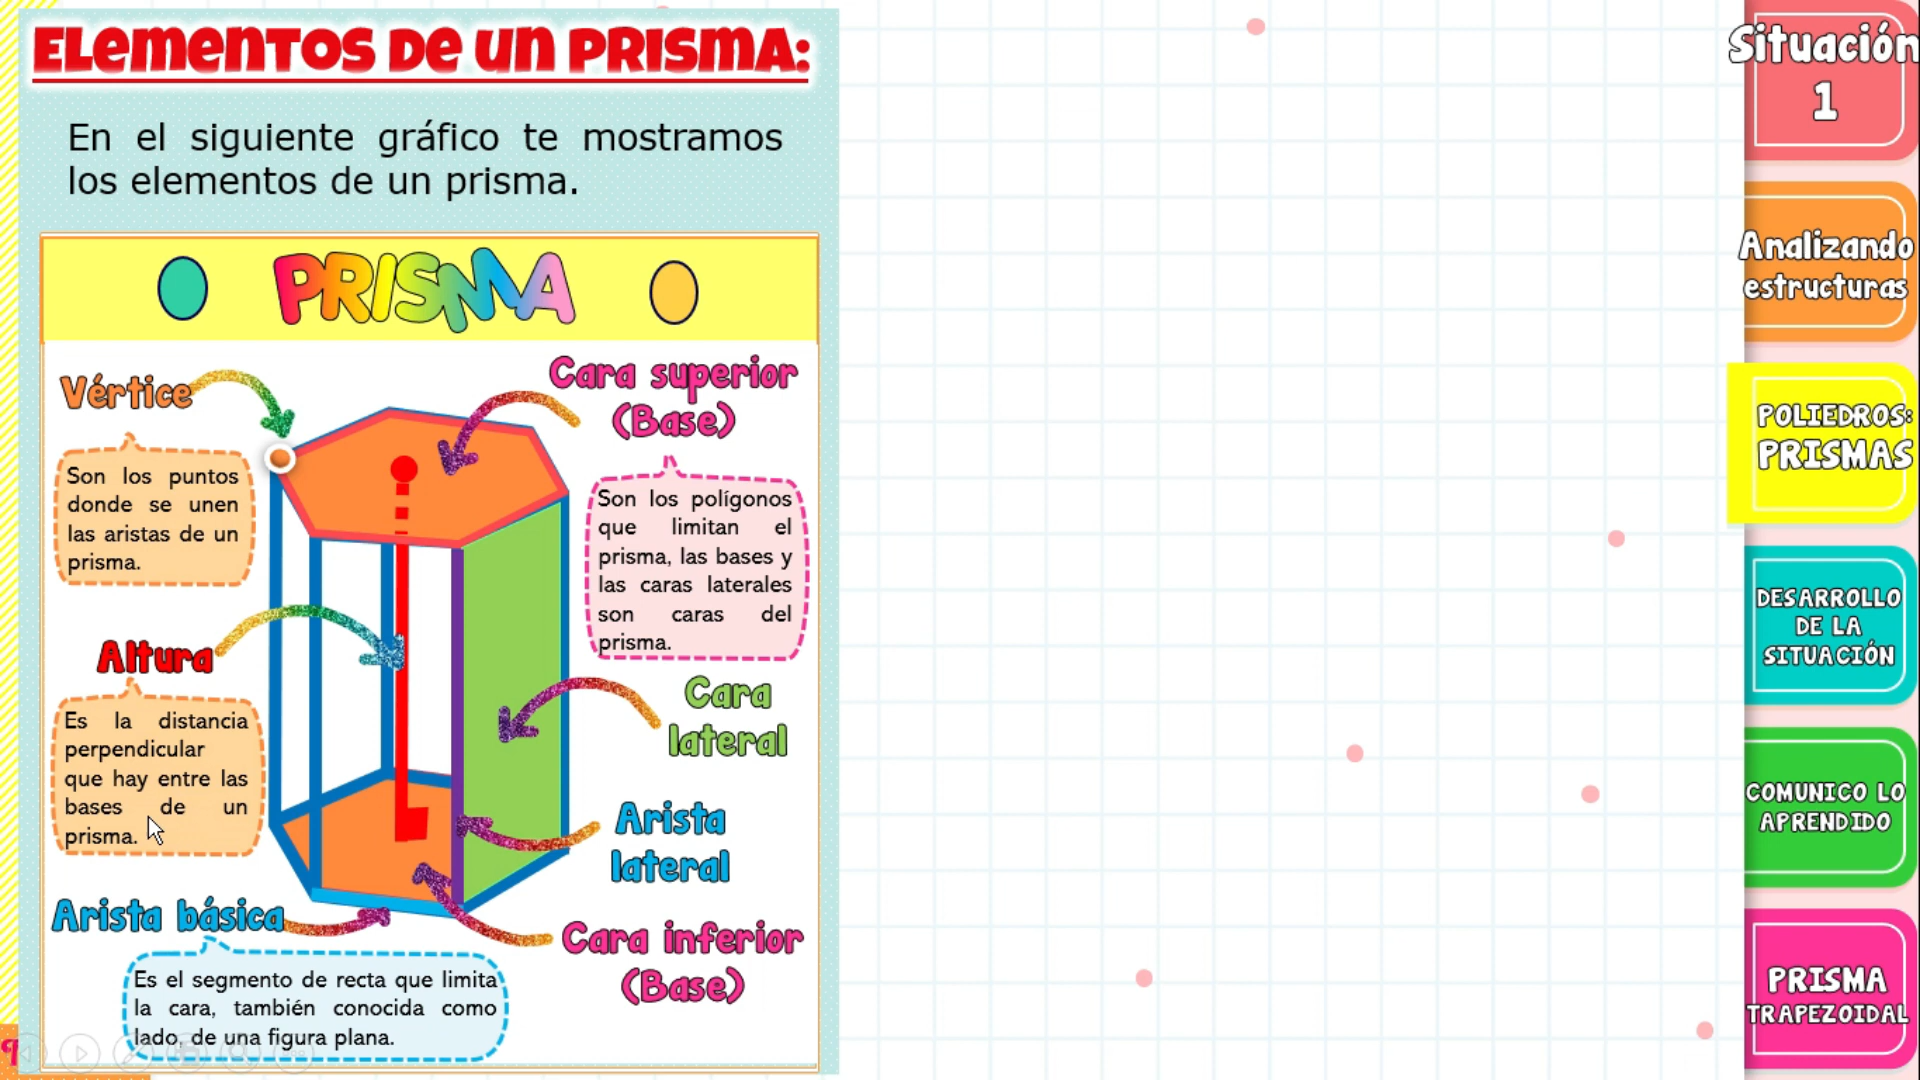 ELementos de un prisma:
En el siguiente gráfico te mostramos
los elementos de un prisma.
PRISMA
Vértice
Son los puntos
donde se unen
las aristas de un
prisma.
Cara superior
(Base)
Son los polígonos
que limitan el
prisma, las bases y
las caras laterales
son caras del
prisma.
Altura
Es la distancia
perpendicular
que hay entre las
bases de un
prisma.
Cara
lateral
Arista
lateral
Arista básica
Es el segmento de recta que limita
la cara, también conocida como
lado, de una figura plana.
Cara inferior
(Base)
Situación
1
Analizando
estructuras
POLIEDROS:
PRISMAS
DESARROLLO
DE LA
SITUACIÓN
COMUNICO LO
APRENDIDO
PRISMA
TRAPEZOIDAL